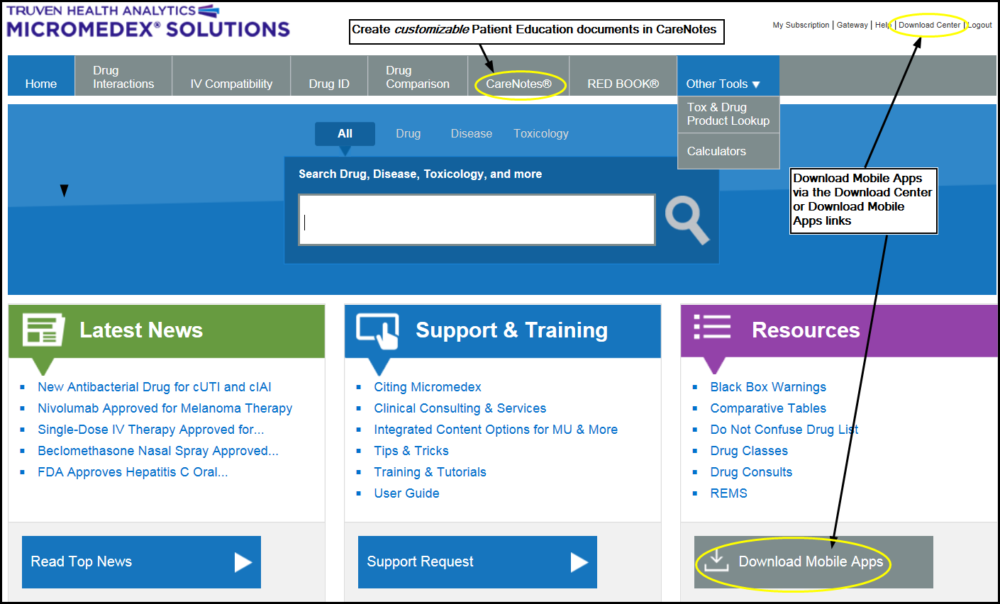 TRUVEN HEALTH ANALYTICS
MICROMEDEX® SOLUTIONS
Create customizable Patient Education documents in CareNotes
My Subscription | Gateway | Help | Download Center | Logout
Home
Drug
Interactions
IV Compatibility
Drug ID
Drug
Comparison
CareNotes®
RED BOOK®
Other Tools
Tox & Drug
Product Lookup
Calculators
All
Drug
Disease
Toxicology
Search Drug, Disease, Toxicology, and more
Download Mobile Apps
via the Download Center
or Download Mobile
Apps links
Latest News
New Antibacterial Drug for cUTI and cIAI
Nivolumab Approved for Melanoma Therapy
Single-Dose IV Therapy Approved for...
Beclomethasone Nasal Spray Approved...
FDA Approves Hepatitis C Oral...
Read Top News
Support & Training
Citing Micromedex
Clinical Consulting & Services
Integrated Content Options for MU & More
Tips & Tricks
Training & Tutorials
User Guide
Support Request
Resources
Black Box Warnings
Comparative Tables
Do Not Confuse Drug List
Drug Classes
Drug Consults
REMS
Download Mobile Apps